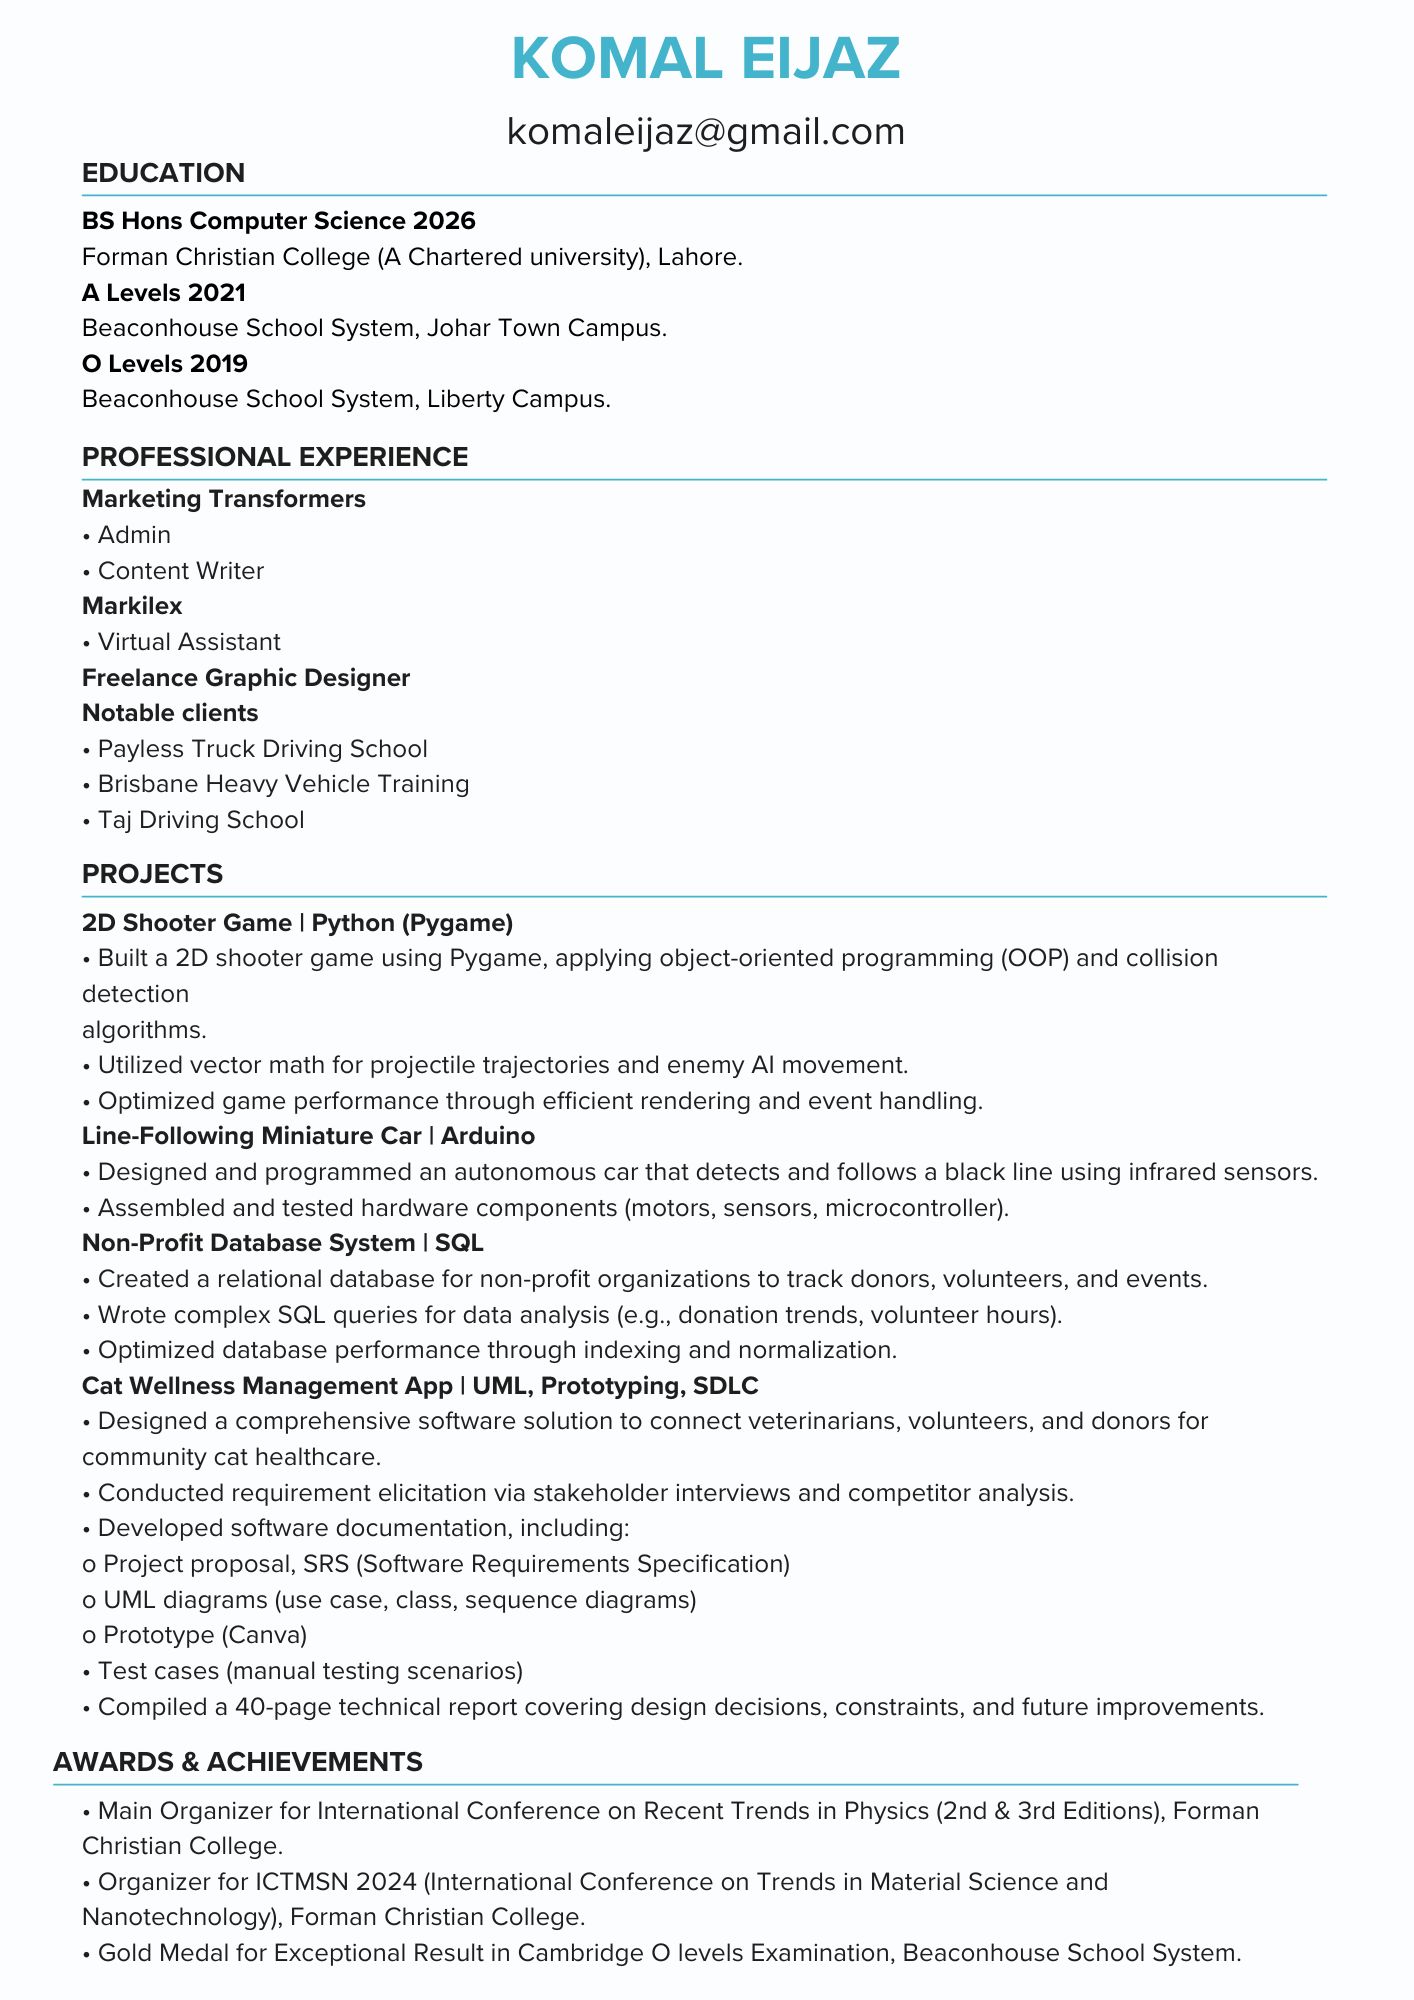 KOMAL EIJAZ
komaleijaz@gmail.com
EDUCATION
BS Hons Computer Science 2026
Forman Christian College (A Chartered university), Lahore.
A Levels 2021
Beaconhouse School System, Johar Town Campus.
O Levels 2019
Beaconhouse School System, Liberty Campus.
PROFESSIONAL EXPERIENCE
Marketing Transformers
• Admin
• Content Writer
Markilex
• Virtual Assistant
Freelance Graphic Designer
Notable clients
• Payless Truck Driving School
• Brisbane Heavy Vehicle Training
• Taj Driving School
PROJECTS
2D Shooter Game | Python (Pygame)
• Built a 2D shooter game using Pygame, applying object-oriented programming (OOP) and collision
detection
algorithms.
• Utilized vector math for projectile trajectories and enemy AI movement.
• Optimized game performance through efficient rendering and event handling.
Line-Following Miniature Car | Arduino
• Designed and programmed an autonomous car that detects and follows a black line using infrared sensors.
• Assembled and tested hardware components (motors, sensors, microcontroller).
Non-Profit Database System | SQL
• Created a relational database for non-profit organizations to track donors, volunteers, and events.
• Wrote complex SQL queries for data analysis (e.g., donation trends, volunteer hours).
• Optimized database performance through indexing and normalization.
Cat Wellness Management App | UML, Prototyping, SDLC
• Designed a comprehensive software solution to connect veterinarians, volunteers, and donors for
community cat healthcare.
• Conducted requirement elicitation via stakeholder interviews and competitor analysis.
• Developed software documentation, including:
o Project proposal, SRS (Software Requirements Specification)
o UML diagrams (use case, class, sequence diagrams)
o Prototype (Canva)
• Test cases (manual testing scenarios)
• Compiled a 40-page technical report covering design decisions, constraints, and future improvements.
AWARDS & ACHIEVEMENTS
• Main Organizer for International Conference on Recent Trends in Physics (2nd & 3rd Editions), Forman
Christian College.
• Organizer for ICTMSN 2024 (International Conference on Trends in Material Science and
Nanotechnology), Forman Christian College.
• Gold Medal for Exceptional Result in Cambridge O levels Examination, Beaconhouse School System.